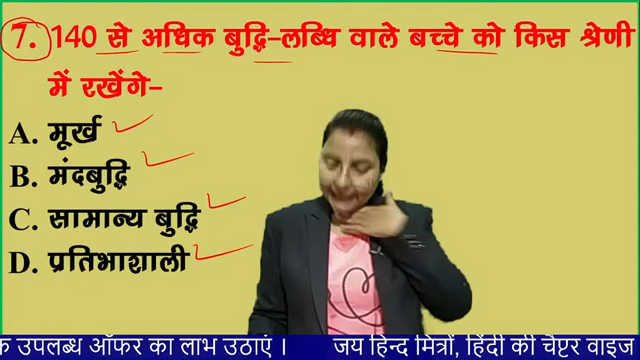 7. 140 से अधिक बुद्धि-लब्धि वाले बच्चे को किस श्रेणी
में रखेंगे-
A. मूर्ख
B. मंदबुद्धि
C. सामान्य बुद्धि
D. प्रतिभाशाली
उपलब्ध ऑफर का लाभ उठाएं । जय हिन्द मित्रों, हिंदी की चैप्टर वाइज